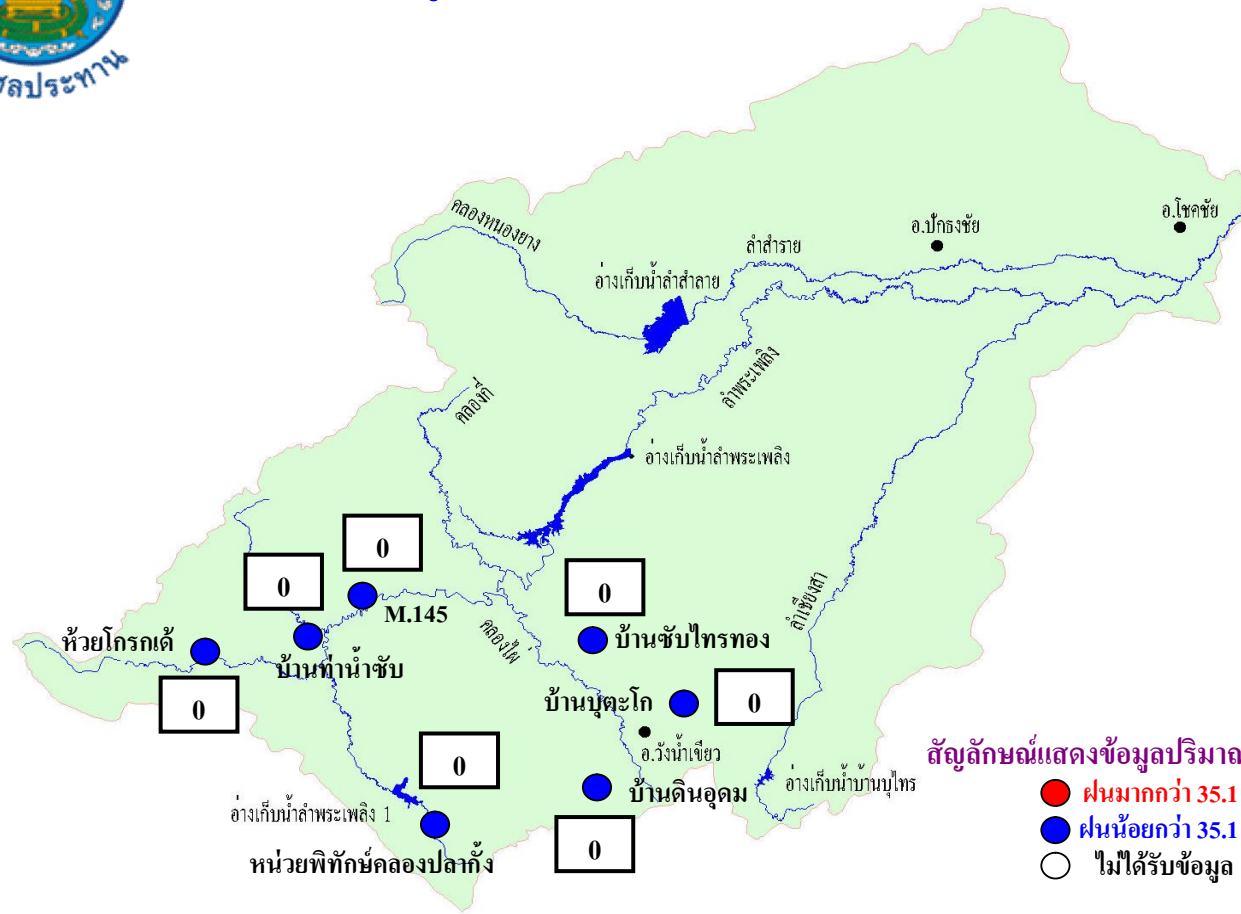 คลองหนองยาง
อ.โชคชัย
อ.ปักธงชัย
ลำสำราย
อ่างเก็บน้ำลำสำลาย
ลำพระเพลิง
คลองกี่
อ่างเก็บน้ำลำพระเพลิง
0
0
0
M.145
ลำเชียงสา
ห้วยโกรกเด้
บ้านท่าน้ำซับ
คลองไผ่
บ้านซับไทรทอง
0
บ้านบุตะโก
0
0
อ.วังน้ำเขียว
สัญลักษณ์แสดงข้อมูลปริมาณ
อ่างเก็บน้ำบ้านบุไทร
ฝนมากกว่า 35.1
บ้านดินอุดม
อ่างเก็บน้ำลำพระเพลิง 1
ฝนน้อยกว่า 35.1
0
หน่วยพิทักษ์คลองปลากั้ง
ไม่ได้รับข้อมูล